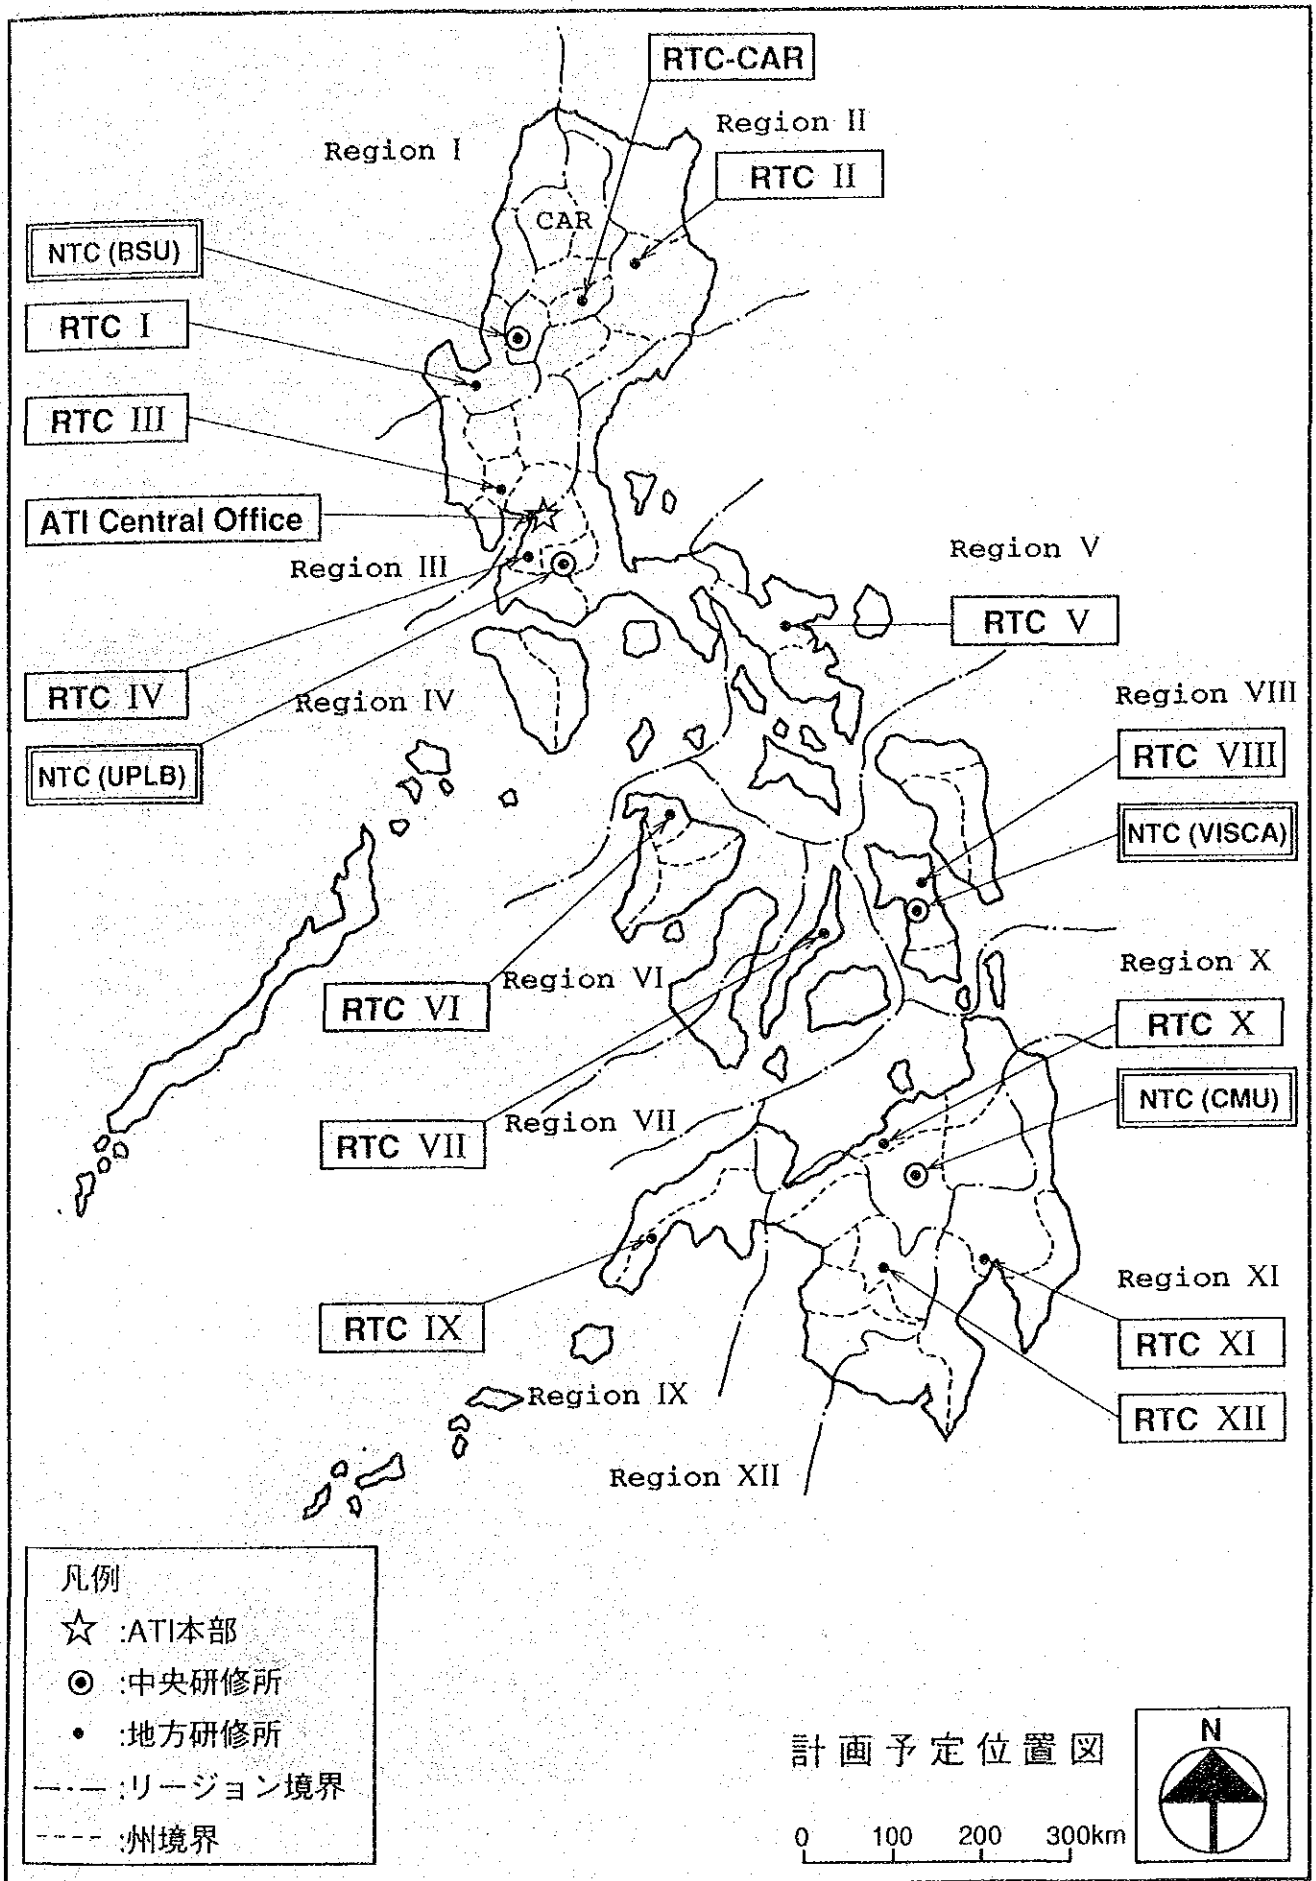 RTC-CAR
Region II
Region I
RTC II
CAR
NTC (BSU)
RTC I
RTC III
ATI Central Office
Region III
Region V
RTC V
RTC IV
Region IV
Region VIII
RTC VIII
NTC (UPLB)
NTC (VISCA)
Region VI
Region X
RTC VI
RTC X
NTC (CMU)
Region VII
RTC VII
Region XI
RTC IX
RTC XI
Region IX
RTC XII
Region XII
凡例
☆ :ATI本部
◉ :中央研修所
• :地方研修所
—·— :リージョン境界
---- :州境界
計画予定位置図
N
0 100 200 300km